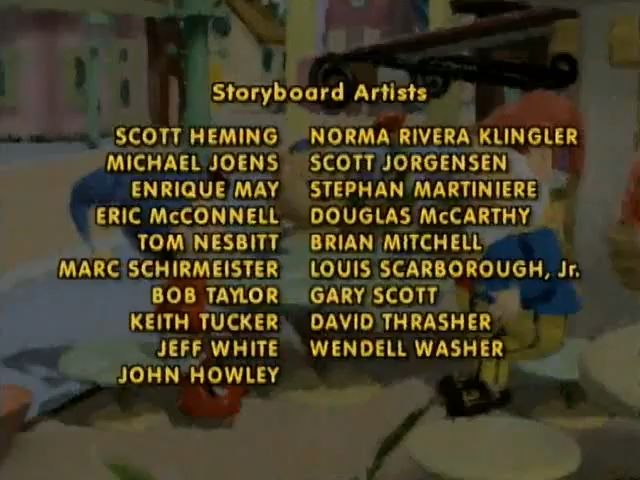 Storyboard Artists
SCOTT HEMING NORMA RIVERA KLINGLER
MICHAEL JOENS SCOTT JORGENSEN
ENRIQUE MAY STEPHAN MARTINIERE
ERIC McCONNELL DOUGLAS McCARTHY
TOM NESBITT BRIAN MITCHELL
MARC SCHIRMEISTER LOUIS SCARBOROUGH, Jr.
BOB TAYLOR GARY SCOTT
KEITH TUCKER DAVID THRASHER
JEFF WHITE WENDELL WASHER
JOHN HOWLEY